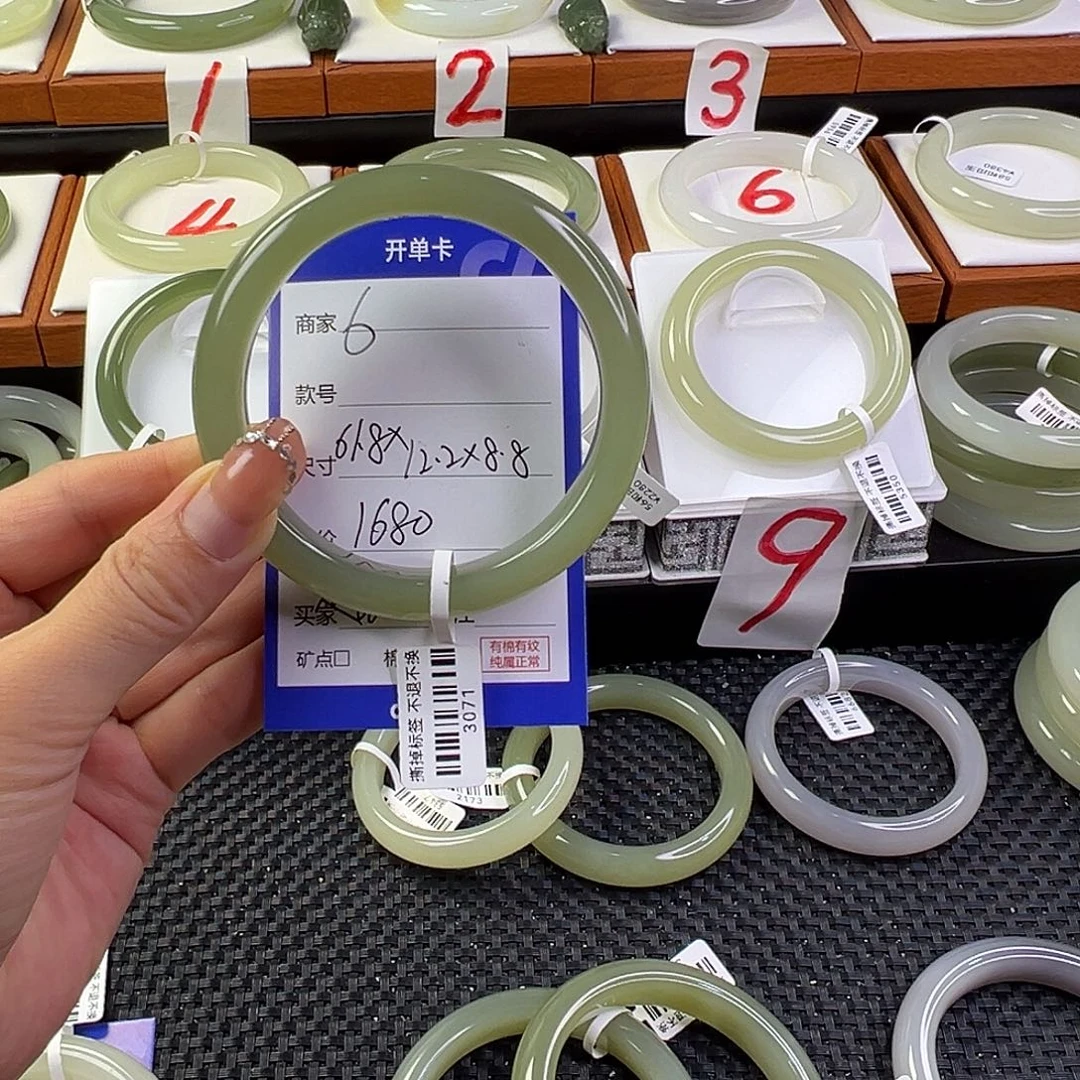 1
2
3
4
6
开单卡
商家 6
款号
尺寸 61.8×12.2×8.8
1680
9
买家
矿点□
有棉有纹
纯属正常
撕掉标签 不退不换
3071
5350
2173